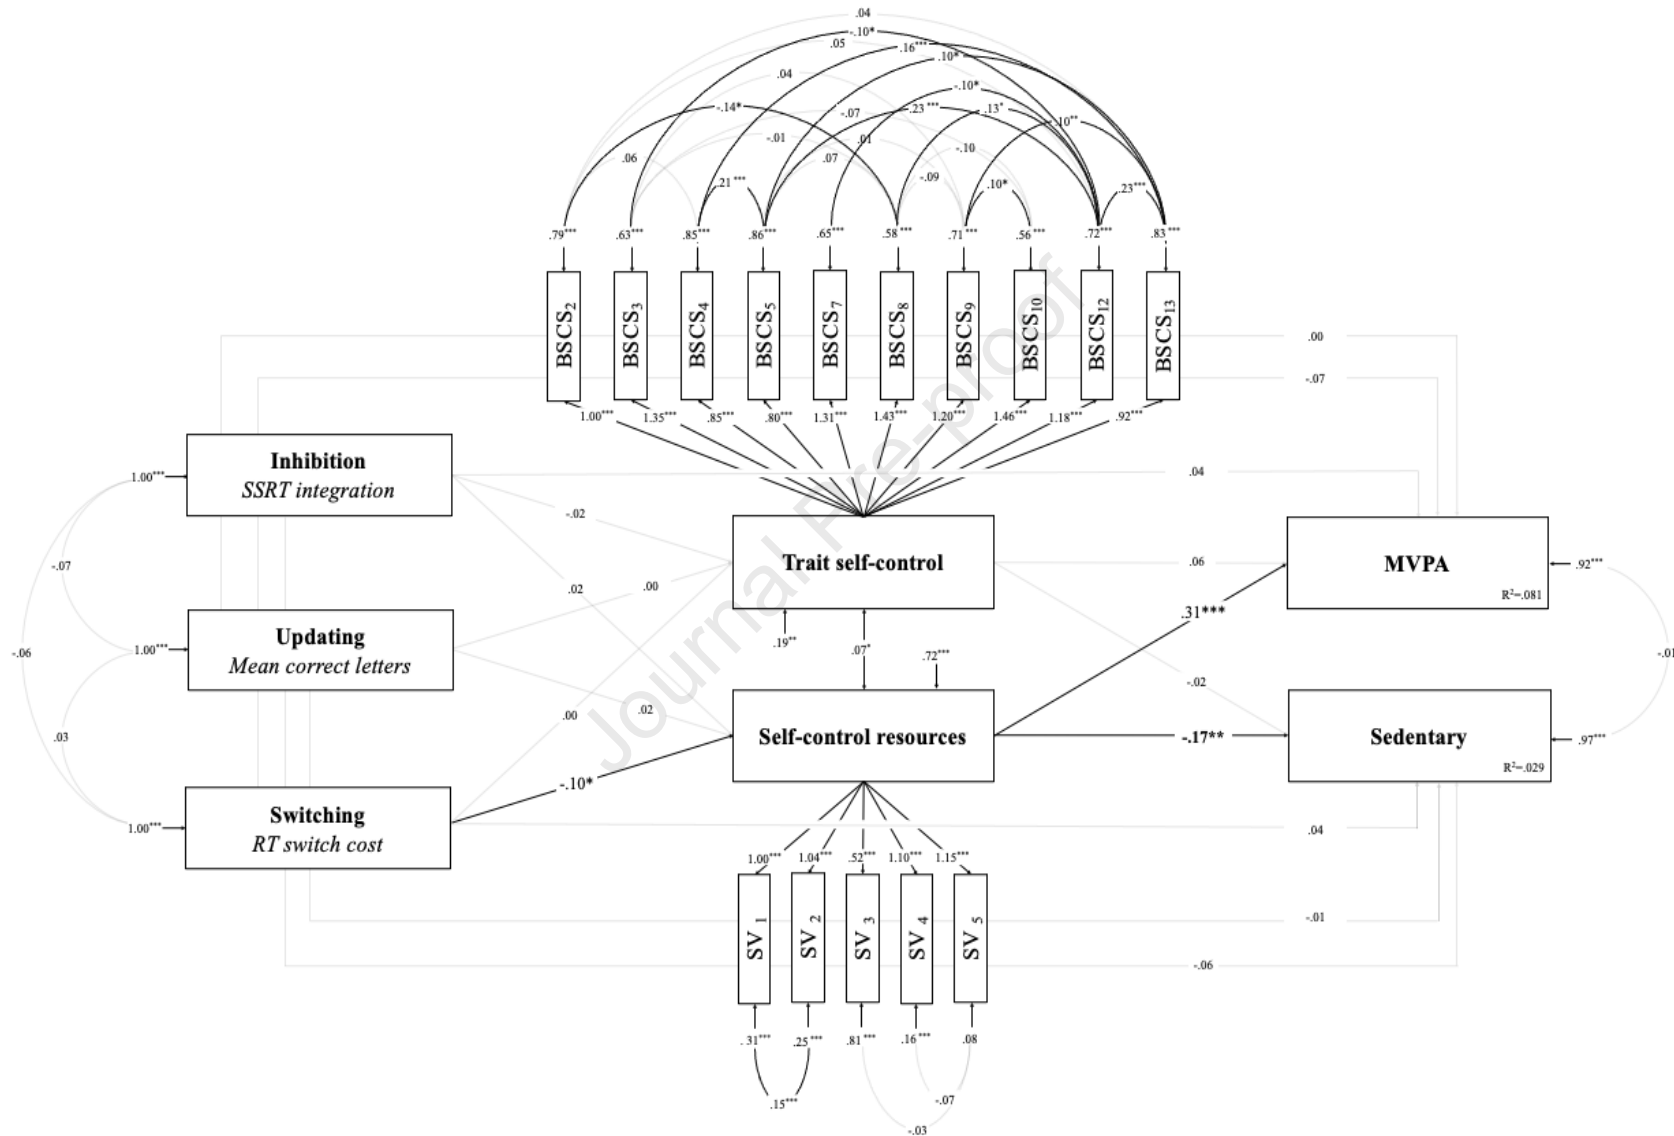 .04
-.10*
.05
.16***
.10*
.04
-.10*
-.14*
-.07
.23***
.13*
.10**
-.01
.01
-.10
.06
.07
.21***
-.09
.10*
.23***
.79*** .63*** .85*** .86*** .65*** .58*** .71*** .56*** .72*** .83***
BSCS2 BSCS3 BSCS4 BSCS5 BSCS7 BSCS8 BSCS9 BSCS10 BSCS12 BSCS13
.00
-.07
1.00*** 1.35*** .85*** .80*** 1.31*** 1.43*** 1.20*** 1.46*** 1.18*** .92***
Inhibition
SSRT integration
1.00***
.04
-.02
Trait self-control
.06
MVPA
R²=.081
.92***
-.07
.02
.00
.31***
Updating
Mean correct letters
1.00***
-.06
.19**
.07*
.72***
-.02
-.01
.00
.02
Self-control resources
-.17**
Sedentary
R²=.029
.97***
.03
-.10*
Switching
RT switch cost
1.00***
.04
1.00*** 1.04*** .52*** 1.10*** 1.15***
SV 1 SV 2 SV 3 SV 4 SV 5
-.01
-.06
.31*** .25*** .81*** .16*** .08
.15***
-.07
-.03
Journal Pre-proof